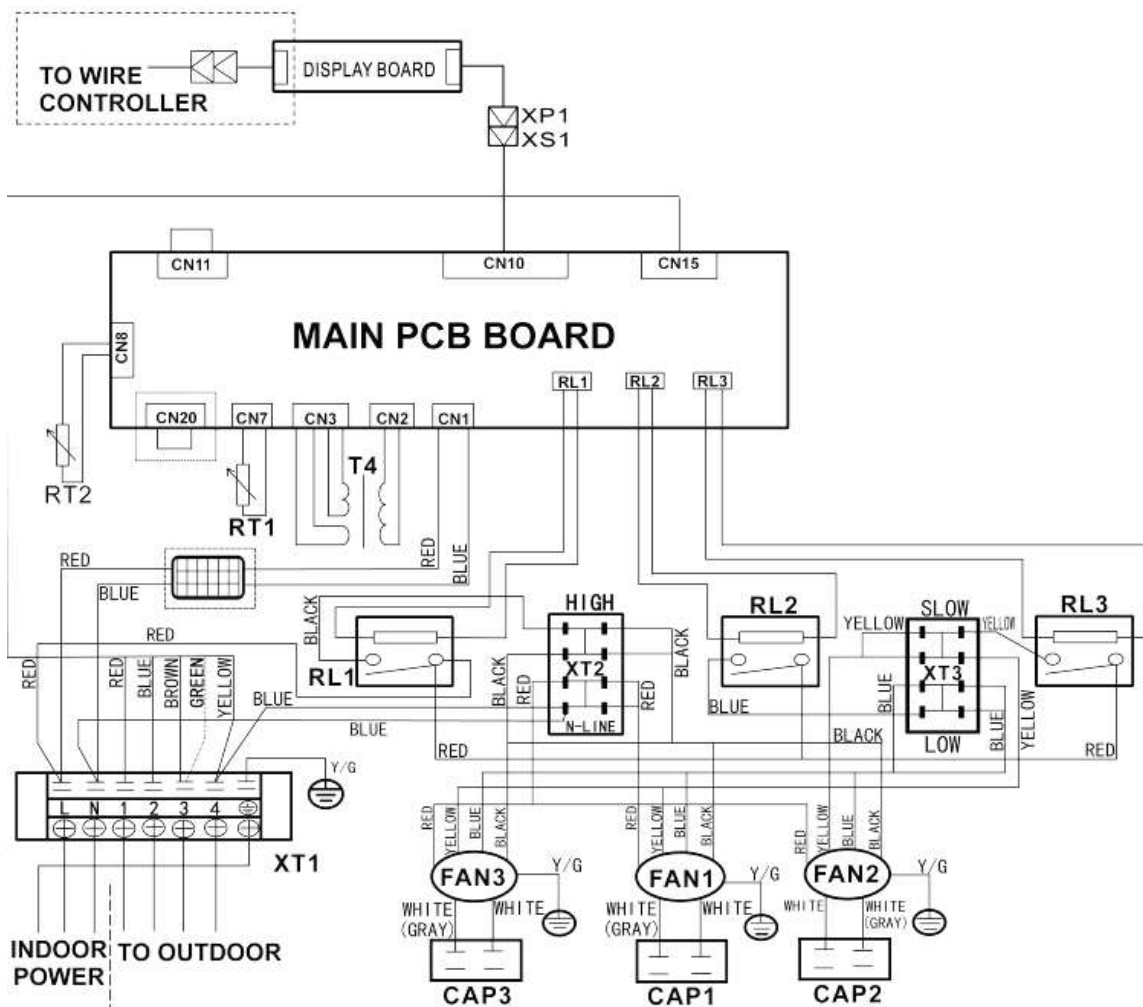 TO WIRE
CONTROLLER
DISPLAY BOARD
XP1
XS1
CN11
CN10
CN15
CN8
MAIN PCB BOARD
RL1
RL2
RL3
CN20
CN7
CN3
CN2
CN1
RT2
RT1
T4
RED
BLUE
RED
BLUE
RED
BLACK
HIGH
RL2
YELLOW
SLOW
YELLOW
RL3
RED
RED
BLUE
BROWN
GREEN
YELLOW
RL1
BLACK
XT2
BLACK
BLUE
RED
RED
BLUE
N-LINE
BLUE
BLUE
XT3
BLUE
YELLOW
LOW
RED
BLACK
RED
Y/G
L N 1 2 3 4
XT1
RED
YELLOW
BLUE
BLACK
RED
YELLOW
BLUE
BLACK
RED
YELLOW
BLUE
BLACK
FAN3
Y/G
FAN1
Y/G
FAN2
Y/G
WHITE
(GRAY)
WHITE
WHITE
(GRAY)
WHITE
WHITE
WHITE
(GRAY)
INDOOR
POWER
TO OUTDOOR
CAP3
CAP1
CAP2